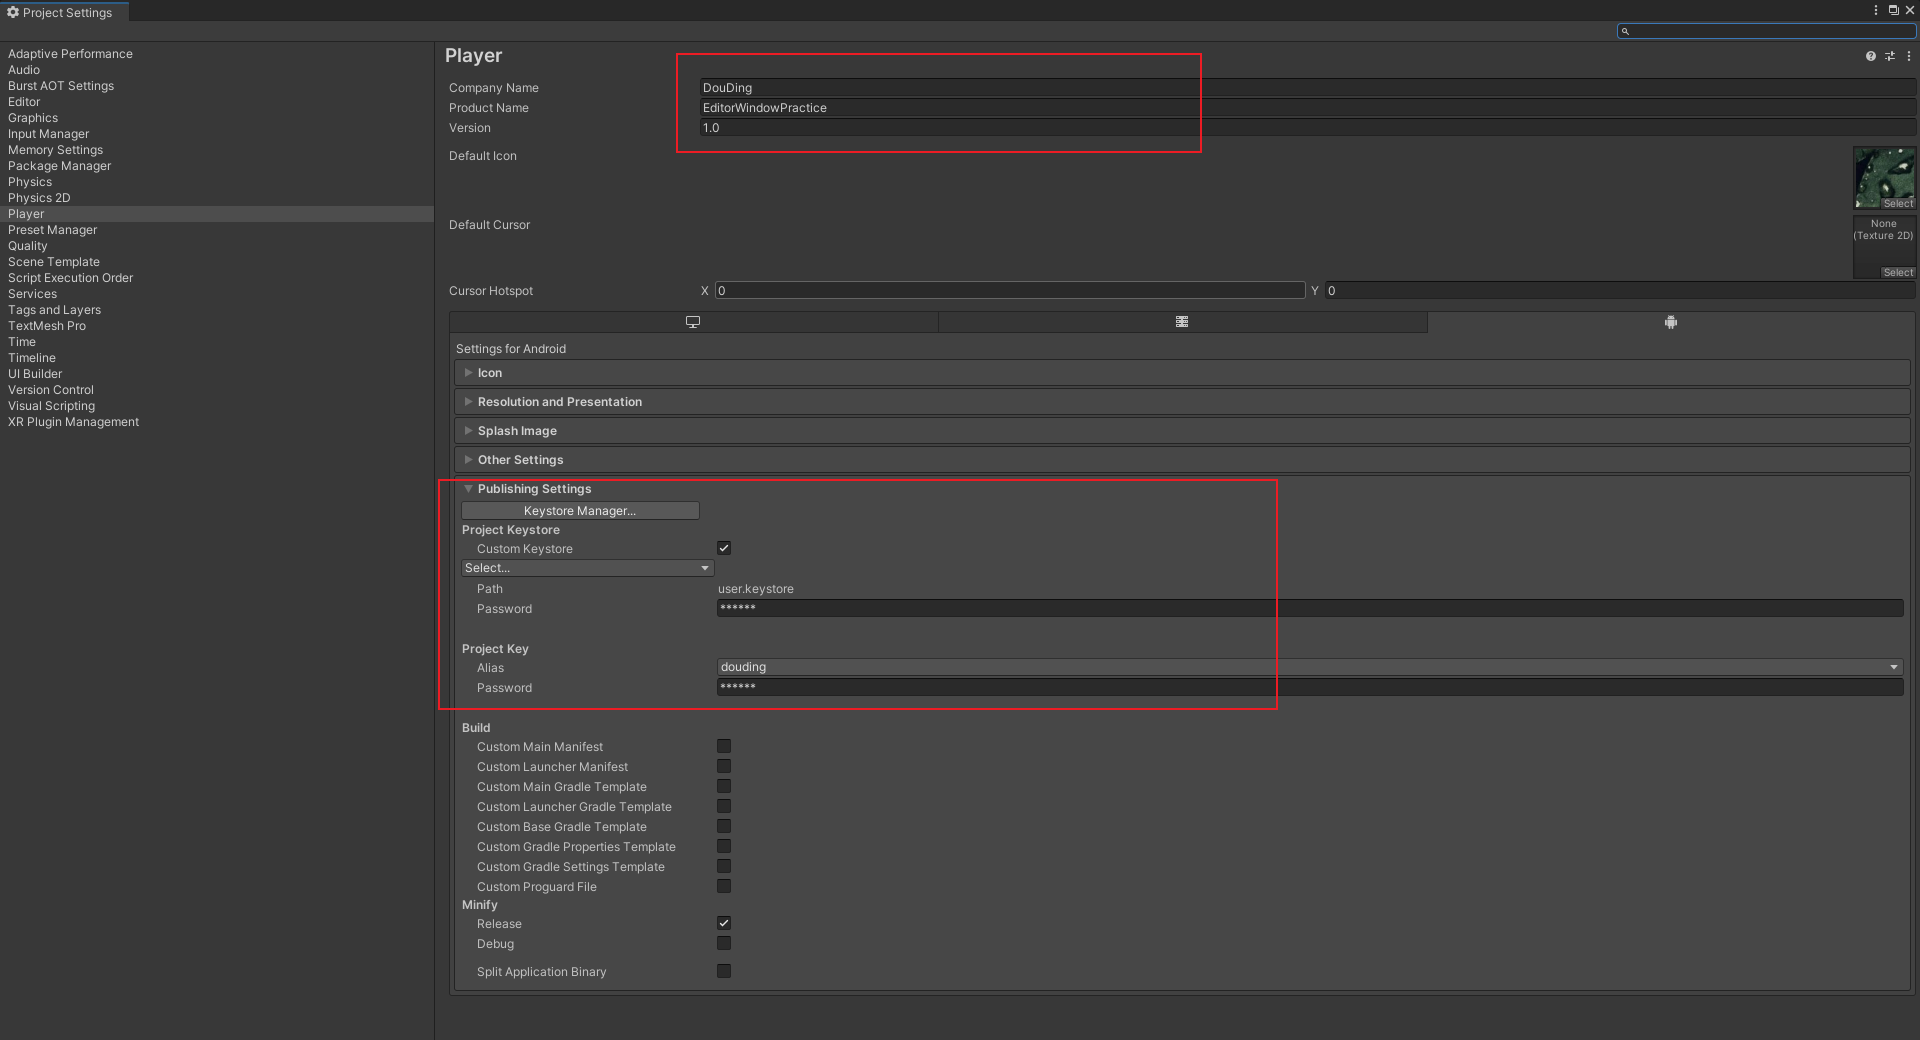 Project Settings
Adaptive Performance
Audio
Burst AOT Settings
Editor
Graphics
Input Manager
Memory Settings
Package Manager
Physics
Physics 2D
Player
Preset Manager
Quality
Scene Template
Script Execution Order
Services
Tags and Layers
TextMesh Pro
Time
Timeline
UI Builder
Version Control
Visual Scripting
XR Plugin Management
Player
Company Name DouDing
Product Name EditorWindowPractice
Version 1.0
Default Icon
Select
Default Cursor
None
(Texture 2D)
Select
Cursor Hotspot X 0 Y 0
Settings for Android
Icon
Resolution and Presentation
Splash Image
Other Settings
Publishing Settings
Keystore Manager...
Project Keystore
Custom Keystore
Select...
Path user.keystore
Password ******
Project Key
Alias douding
Password ******
Build
Custom Main Manifest
Custom Launcher Manifest
Custom Main Gradle Template
Custom Launcher Gradle Template
Custom Base Gradle Template
Custom Gradle Properties Template
Custom Gradle Settings Template
Custom Proguard File
Minify
Release
Debug
Split Application Binary